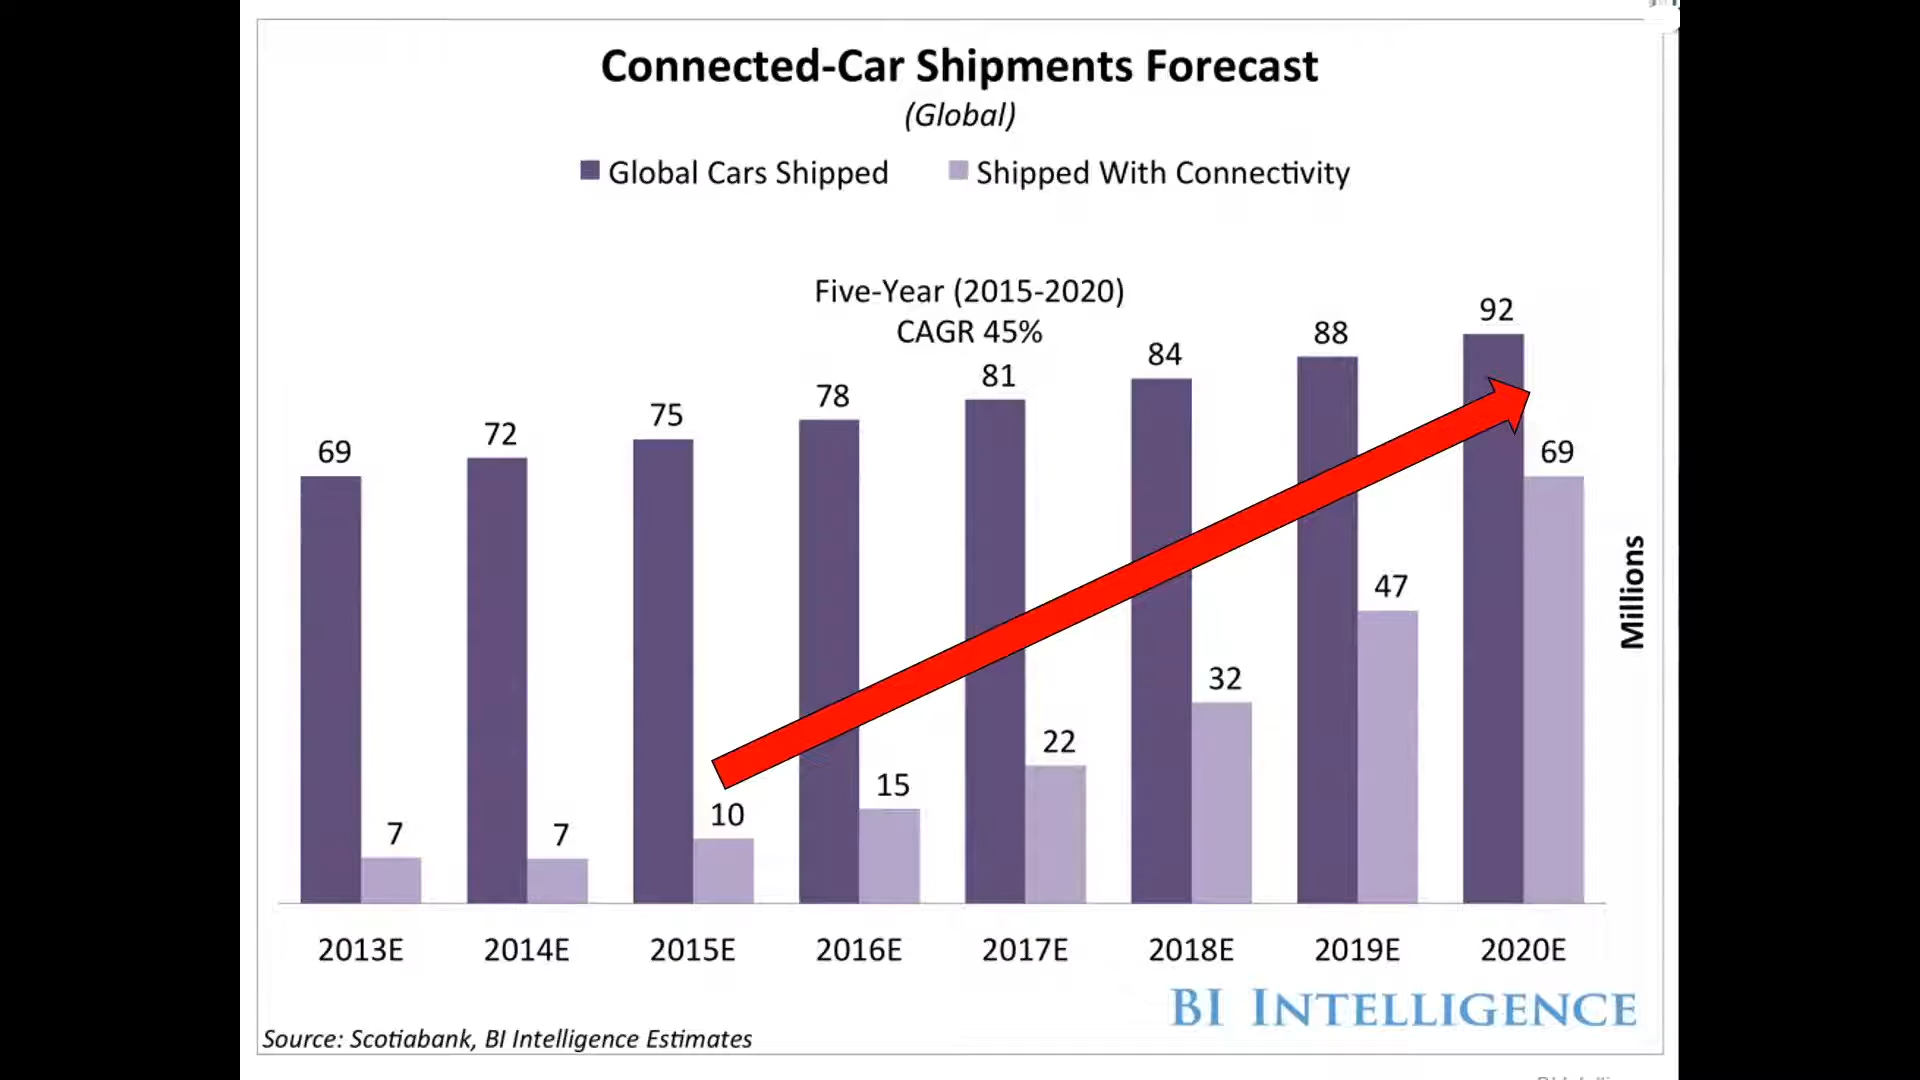 Connected-Car Shipments Forecast
(Global)
Global Cars Shipped Shipped With Connectivity
Five-Year (2015-2020)
CAGR 45%
69 72 75 78 81 84 88 92
7 7 10 15 22 32 47 69
Millions
2013E 2014E 2015E 2016E 2017E 2018E 2019E 2020E
BI INTELLIGENCE
Source: Scotiabank, BI Intelligence Estimates